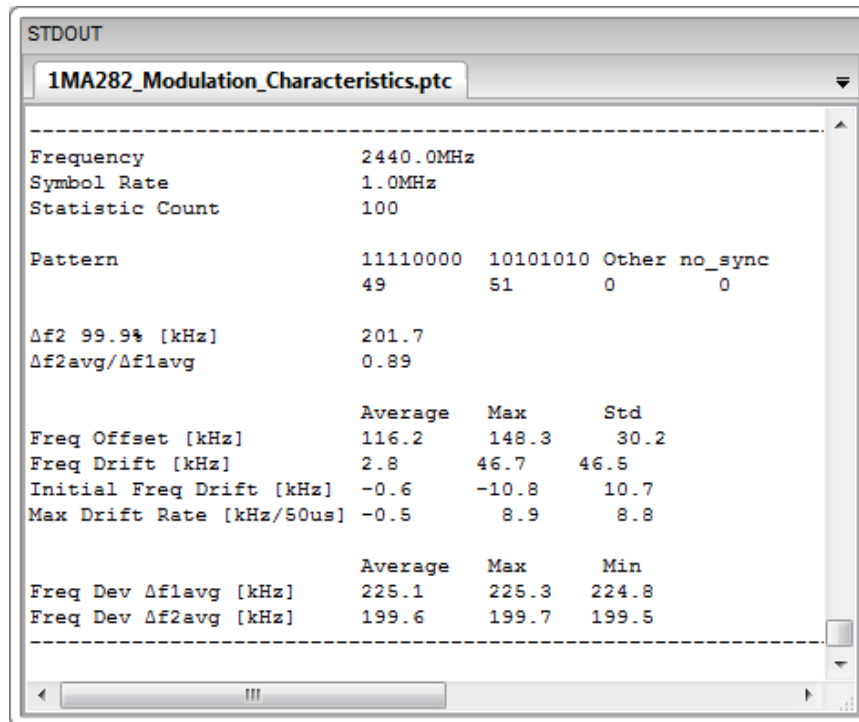 STDOUT
1MA282_Modulation_Characteristics.ptc
---------------------------------------------------------------
Frequency 2440.0MHz
Symbol Rate 1.0MHz
Statistic Count 100
Pattern 11110000 10101010 Other no_sync
49 51 0 0
Δf2 99.9% [kHz] 201.7
Δf2avg/Δf1avg 0.89
Average Max Std
Freq Offset [kHz] 116.2 148.3 30.2
Freq Drift [kHz] 2.8 46.7 46.5
Initial Freq Drift [kHz] -0.6 -10.8 10.7
Max Drift Rate [kHz/50us] -0.5 8.9 8.8
Average Max Min
Freq Dev Δf1avg [kHz] 225.1 225.3 224.8
Freq Dev Δf2avg [kHz] 199.6 199.7 199.5
---------------------------------------------------------------